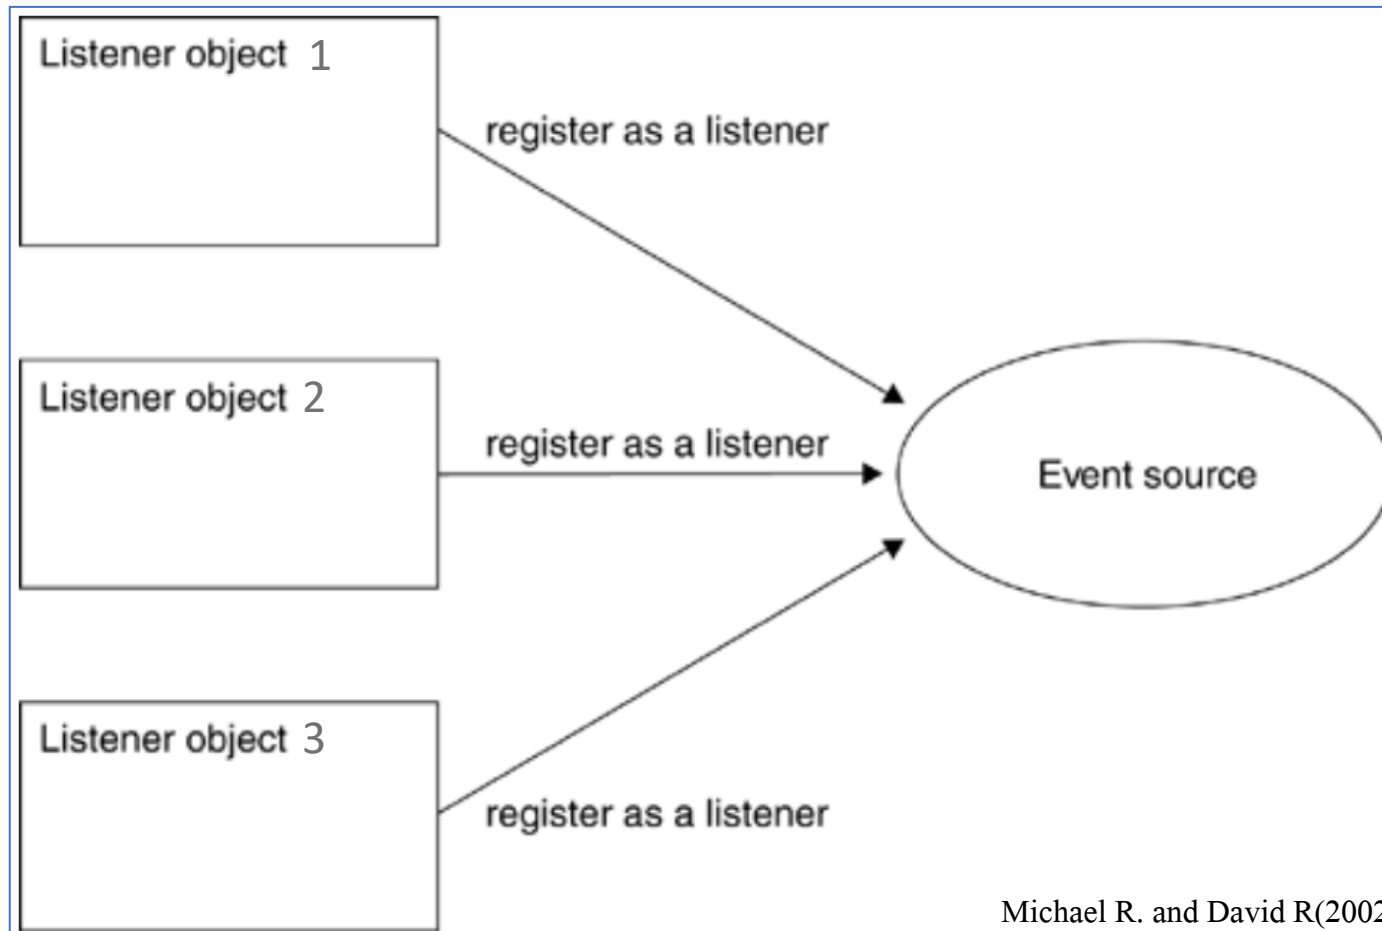 Listener object 1
register as a listener
Listener object 2
register as a listener
Event source
Listener object 3
register as a listener
Michael R. and David R(2002